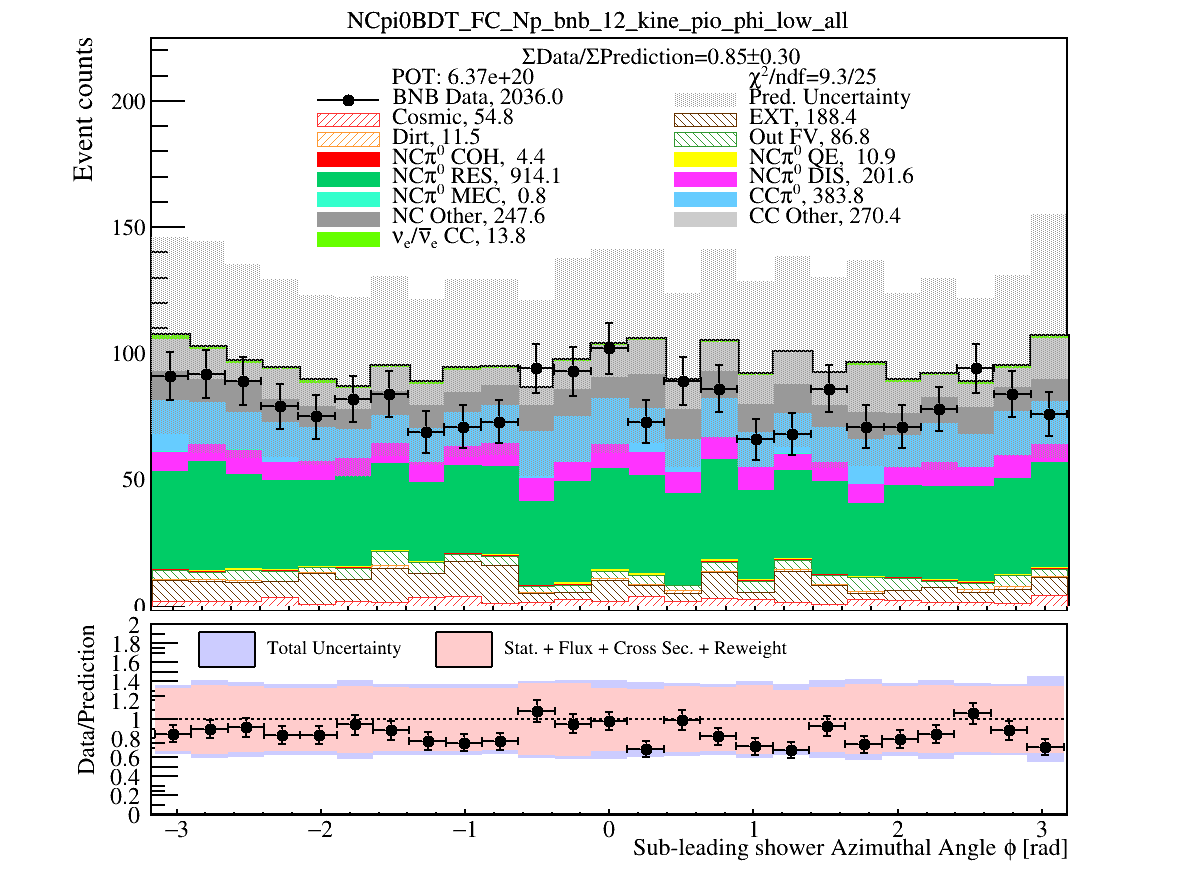 NCpi0BDT_FC_Np_bnb_12_kine_pio_phi_low_all
ΣData/ΣPrediction=0.85±0.30
POT: 6.37e+20
χ²/ndf=9.3/25
BNB Data, 2036.0
Pred. Uncertainty
Cosmic, 54.8
EXT, 188.4
Dirt, 11.5
Out FV, 86.8
NCπ⁰ COH, 4.4
NCπ⁰ QE, 10.9
NCπ⁰ RES, 914.1
NCπ⁰ DIS, 201.6
NCπ⁰ MEC, 0.8
CCπ⁰, 383.8
NC Other, 247.6
CC Other, 270.4
νₑ/ν̅ₑ CC, 13.8
Event counts
200
150
100
50
0
Total Uncertainty
Stat. + Flux + Cross Sec. + Reweight
Data/Prediction
2
1.8
1.6
1.4
1.2
1
0.8
0.6
0.4
0.2
0
−3 −2 −1 0 1 2 3
Sub-leading shower Azimuthal Angle ϕ [rad]